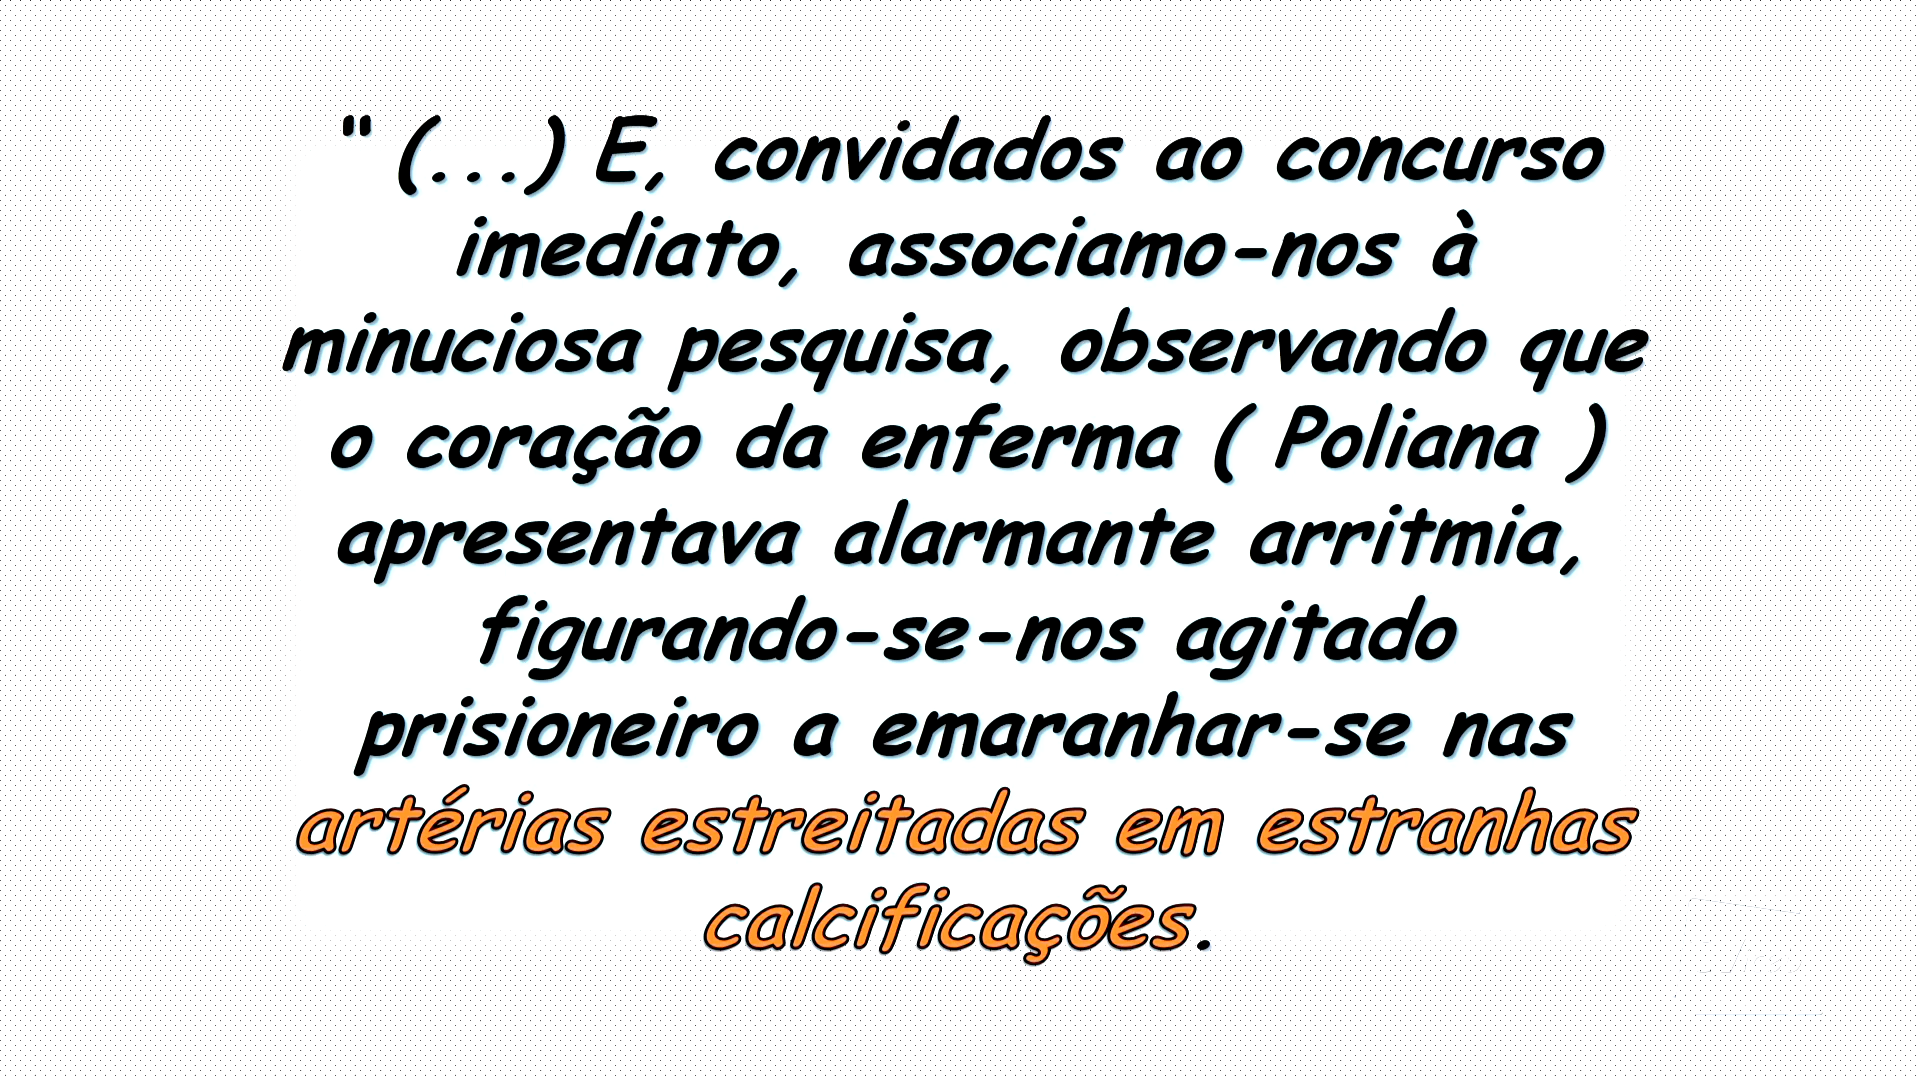 " (...) E, convidados ao concurso
imediato, associamo-nos à
minuciosa pesquisa, observando que
o coração da enferma ( Poliana )
apresentava alarmante arritmia,
figurando-se-nos agitado
prisioneiro a emaranhar-se nas
artérias estreitadas em estranhas
calcificações.